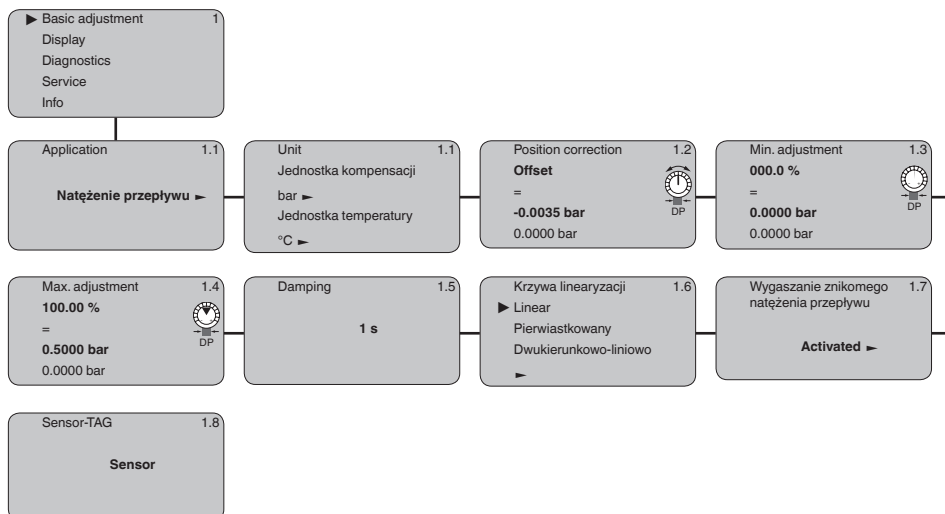 ▶ Basic adjustment 1
Display
Diagnostics
Service
Info
Application 1.1
Natężenie przepływu ►
Unit 1.1
Jednostka kompensacji
bar ►
Jednostka temperatury
°C ►
Position correction 1.2
Offset
=
-0.0035 bar
0.0000 bar
DP
Min. adjustment 1.3
000.0 %
=
0.0000 bar
0.0000 bar
DP
Max. adjustment 1.4
100.00 %
=
0.5000 bar
0.0000 bar
DP
Damping 1.5
1 s
Krzywa linearyzacji 1.6
▶ Linear
Pierwiastkowany
Dwukierunkowo-liniowo
►
Wygaszanie znikomego 1.7
natężenia przepływu
Activated ►
Sensor-TAG 1.8
Sensor